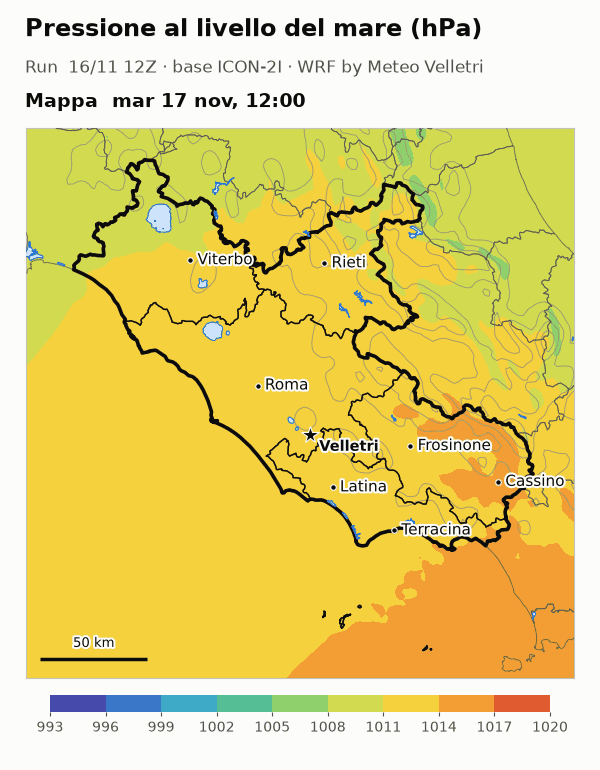 Pressione al livello del mare (hPa)
Run  16/11 12Z · base ICON-2I · WRF by Meteo Velletri
Mappa  mar 17 nov, 12:00
Viterbo
Rieti
Roma
Velletri
Frosinone
Cassino
Latina
Terracina
50 km
993 996 999 1002 1005 1008 1011 1014 1017 1020